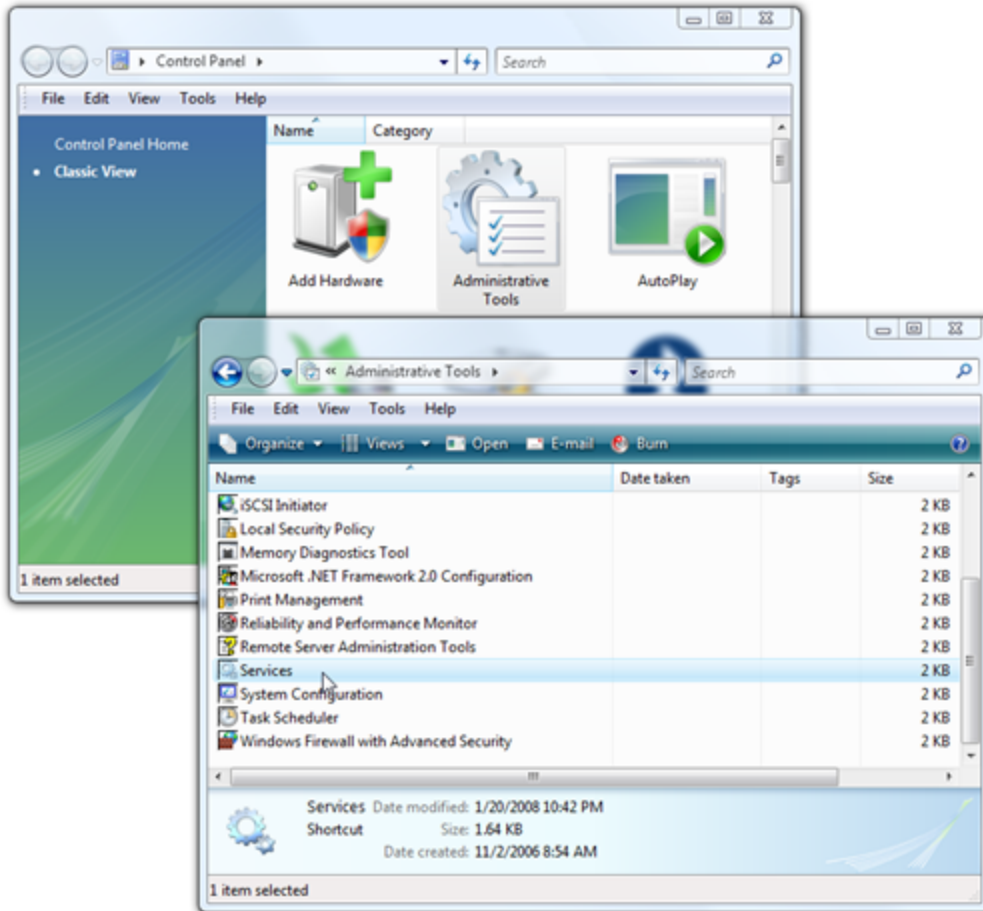 Control Panel
Search
File Edit View Tools Help
Control Panel Home
• Classic View
Name Category
Add Hardware
Administrative
Tools
AutoPlay
1 item selected
« Administrative Tools
Search
File Edit View Tools Help
Organize Views Open E-mail Burn
Name Date taken Tags Size
iSCSI Initiator 2 KB
Local Security Policy 2 KB
Memory Diagnostics Tool 2 KB
Microsoft .NET Framework 2.0 Configuration 2 KB
Print Management 2 KB
Reliability and Performance Monitor 2 KB
Remote Server Administration Tools 2 KB
Services 2 KB
System Configuration 2 KB
Task Scheduler 2 KB
Windows Firewall with Advanced Security 2 KB
Services Date modified: 1/20/2008 10:42 PM
Shortcut Size: 1.64 KB
Date created: 11/2/2006 8:54 AM
1 item selected